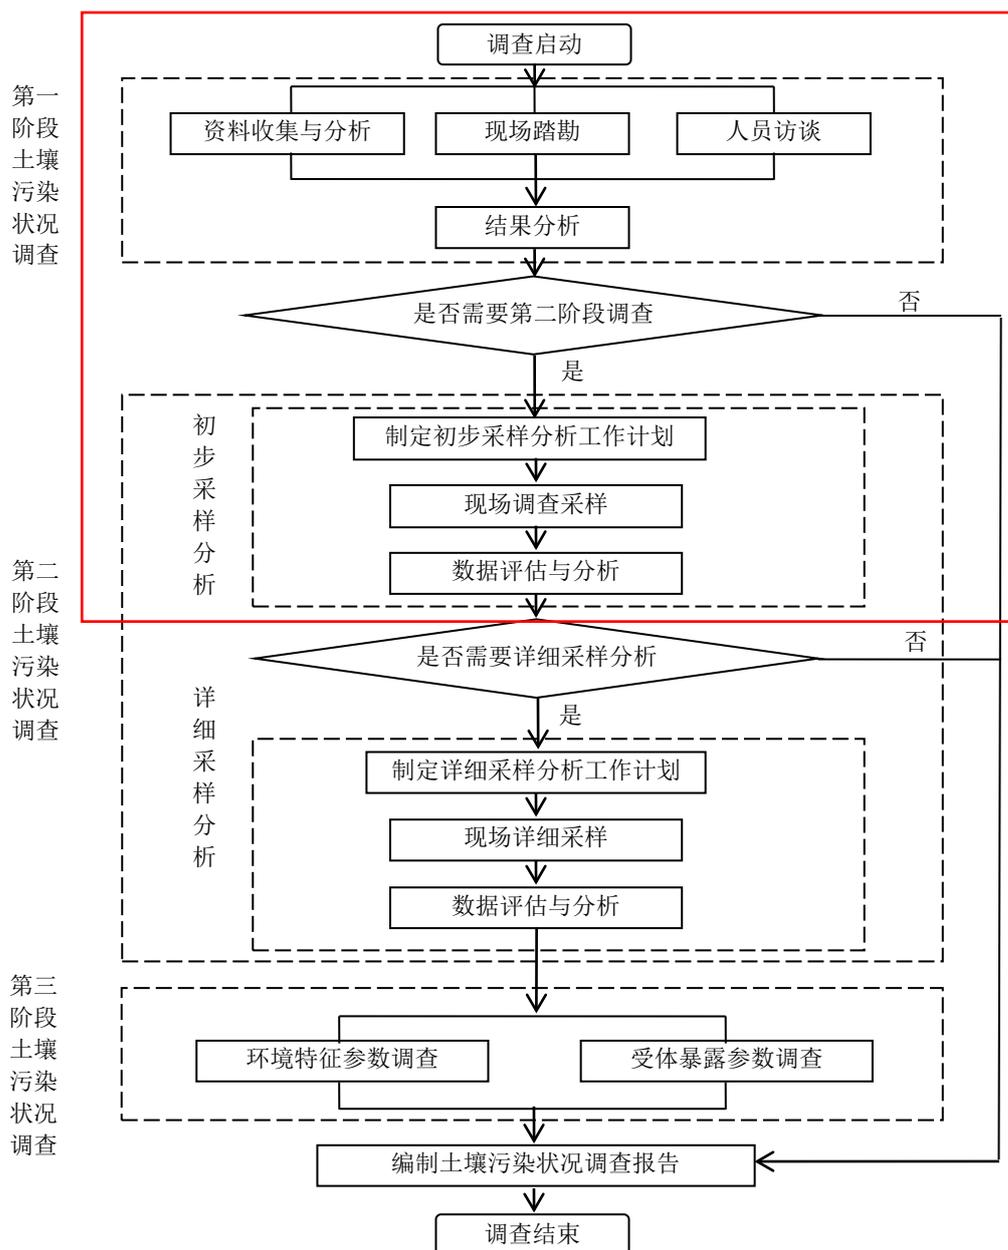 调查启动
第一
阶段
土壤
污染
状况
调查
资料收集与分析
现场踏勘
人员访谈
结果分析
是否需要第二阶段调查
否
是
第二
阶段
土壤
污染
状况
调查
初
步
采
样
分
析
制定初步采样分析工作计划
现场调查采样
数据评估与分析
是否需要详细采样分析
否
是
详
细
采
样
分
析
制定详细采样分析工作计划
现场详细采样
数据评估与分析
第三
阶段
土壤
污染
状况
调查
环境特征参数调查
受体暴露参数调查
编制土壤污染状况调查报告
调查结束